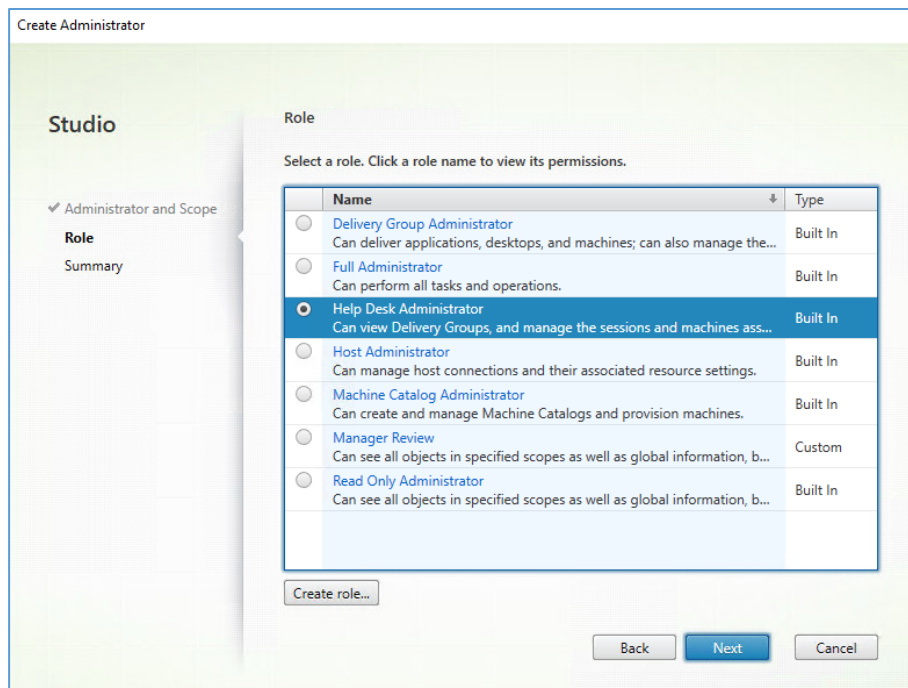 Create Administrator
Studio
Administrator and Scope
Role
Summary
Role
Select a role. Click a role name to view its permissions.
Name Type
Delivery Group Administrator
Can deliver applications, desktops, and machines; can also manage the...
Built In
Full Administrator
Can perform all tasks and operations.
Built In
Help Desk Administrator
Can view Delivery Groups, and manage the sessions and machines ass...
Built In
Host Administrator
Can manage host connections and their associated resource settings.
Built In
Machine Catalog Administrator
Can create and manage Machine Catalogs and provision machines.
Built In
Manager Review
Can see all objects in specified scopes as well as global information, b...
Custom
Read Only Administrator
Can see all objects in specified scopes as well as global information, b...
Built In
Create role...
Back Next Cancel